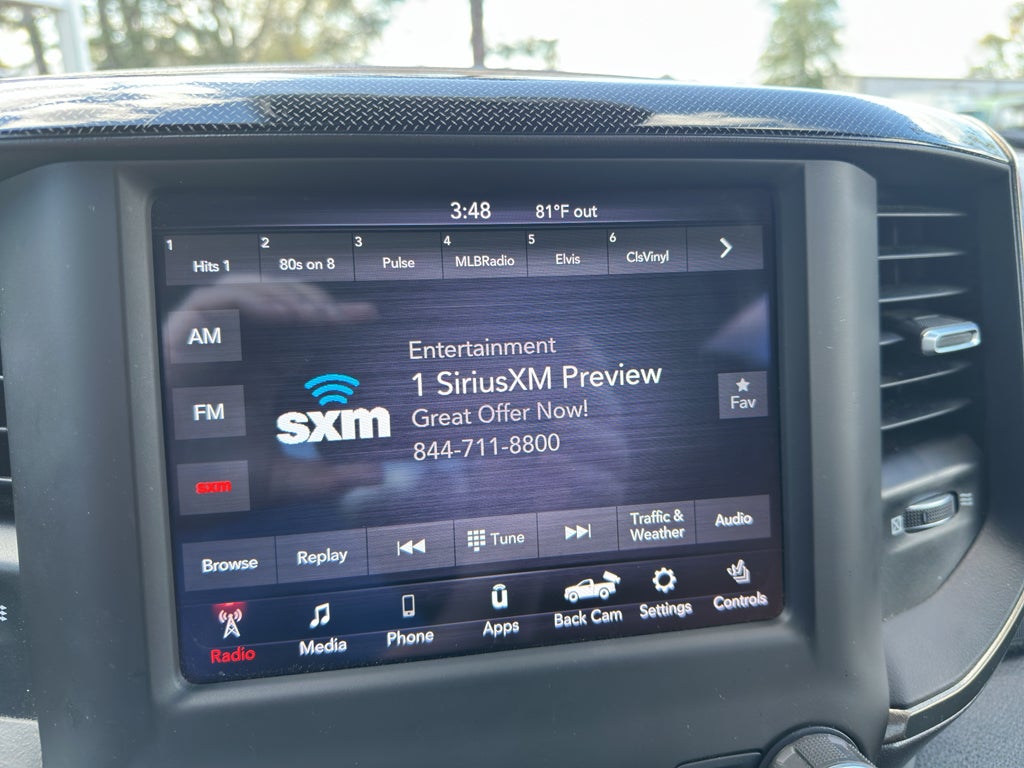 3:48 81°F out
1 Hits 1 2 80s on 8 3 Pulse 4 MLBRadio 5 Elvis 6 ClsVinyl
AM
Entertainment
1 SiriusXM Preview
sxm
Great Offer Now!
844-711-8800
Fav
FM
sxm
Browse Replay Tune Traffic &
Weather Audio
Radio Media Phone Apps Back Cam Settings Controls